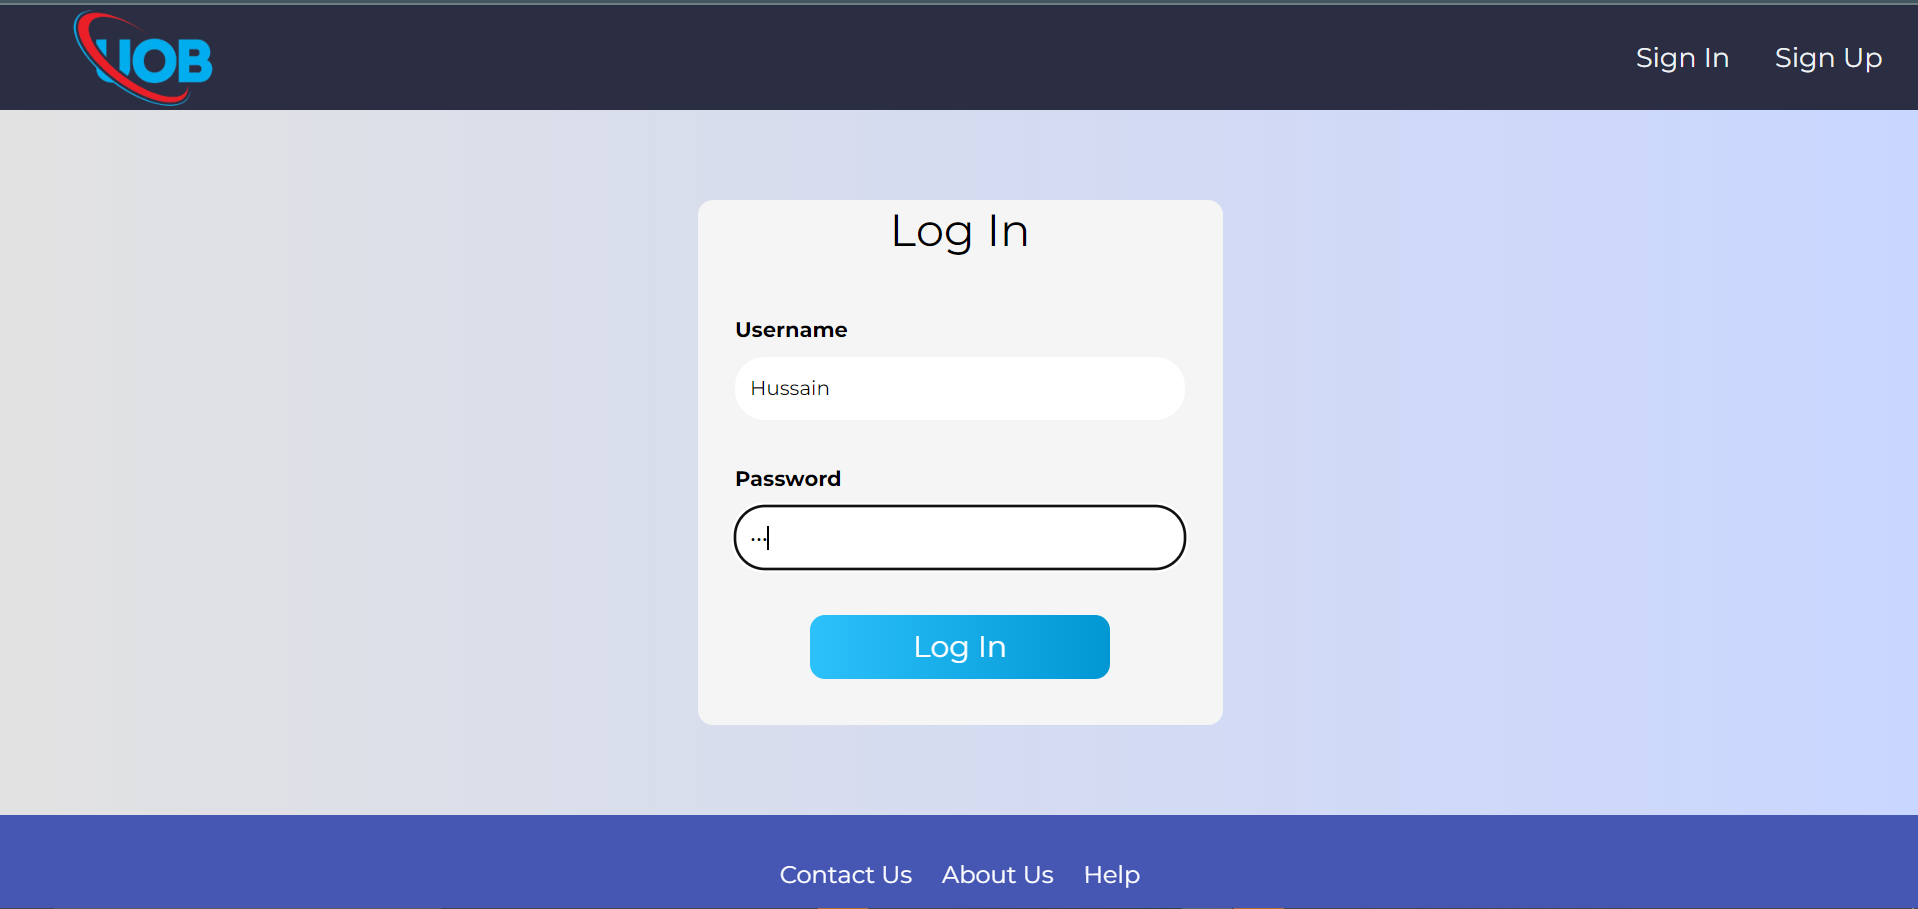 UOB
Sign In
Sign Up
Log In
Username
Hussain
Password
...
Log In
Contact Us
About Us
Help